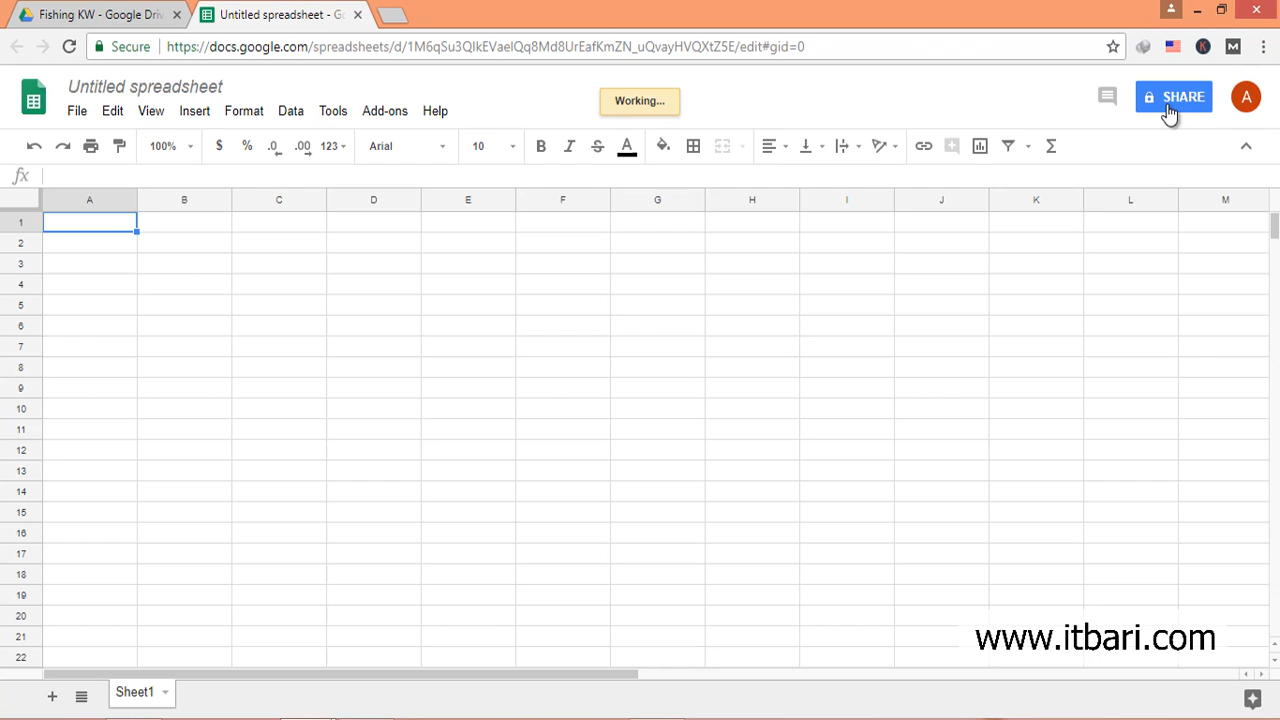 Fishing KW - Google Driv
Untitled spreadsheet - Go
Secure
https://docs.google.com/spreadsheets/d/1M6qSu3QIkEVaeIQq8Md8UrEafKmZN_uQvayHVQXtZ5E/edit#gid=0
Untitled spreadsheet
Working...
SHARE
A
File Edit View Insert Format Data Tools Add-ons Help
100% $ % .0 .00 123 Arial 10 B I S A Σ
fx
A B C D E F G H I J K L M
1
2
3
4
5
6
7
8
9
10
11
12
13
14
15
16
17
18
19
20
21
22
www.itbari.com
+ Sheet1